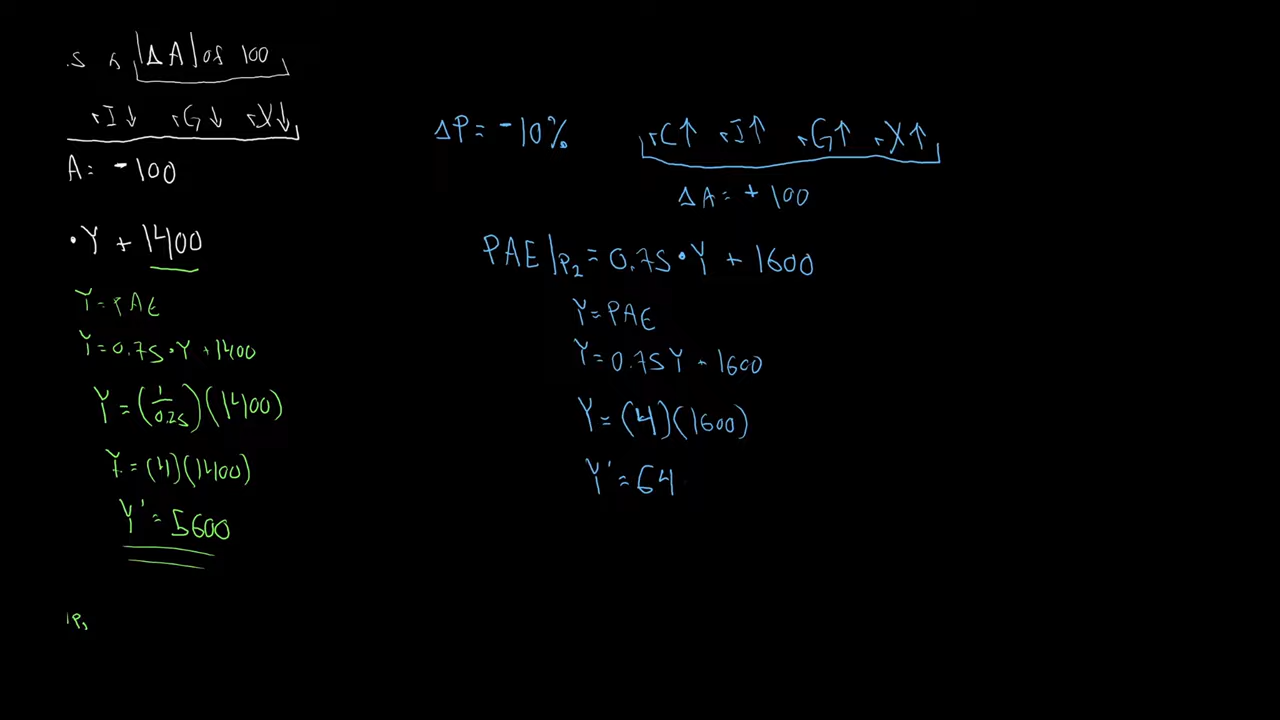 |ΔA| of 100
I↓ G↓ X↓
A: -100
•Y + 1400
Y=PAE
Y=0.75•Y+1400
Y=(1/0.25)(1400)
Y=(4)(1400)
Y'=5600
|P₁
ΔP= -10% C↑ I↑ G↑ X↑
ΔA= + 100
PAE|P₂=0.75•Y + 1600
Y=PAE
Y=0.75Y + 1600
Y=(4)(1600)
Y'=64